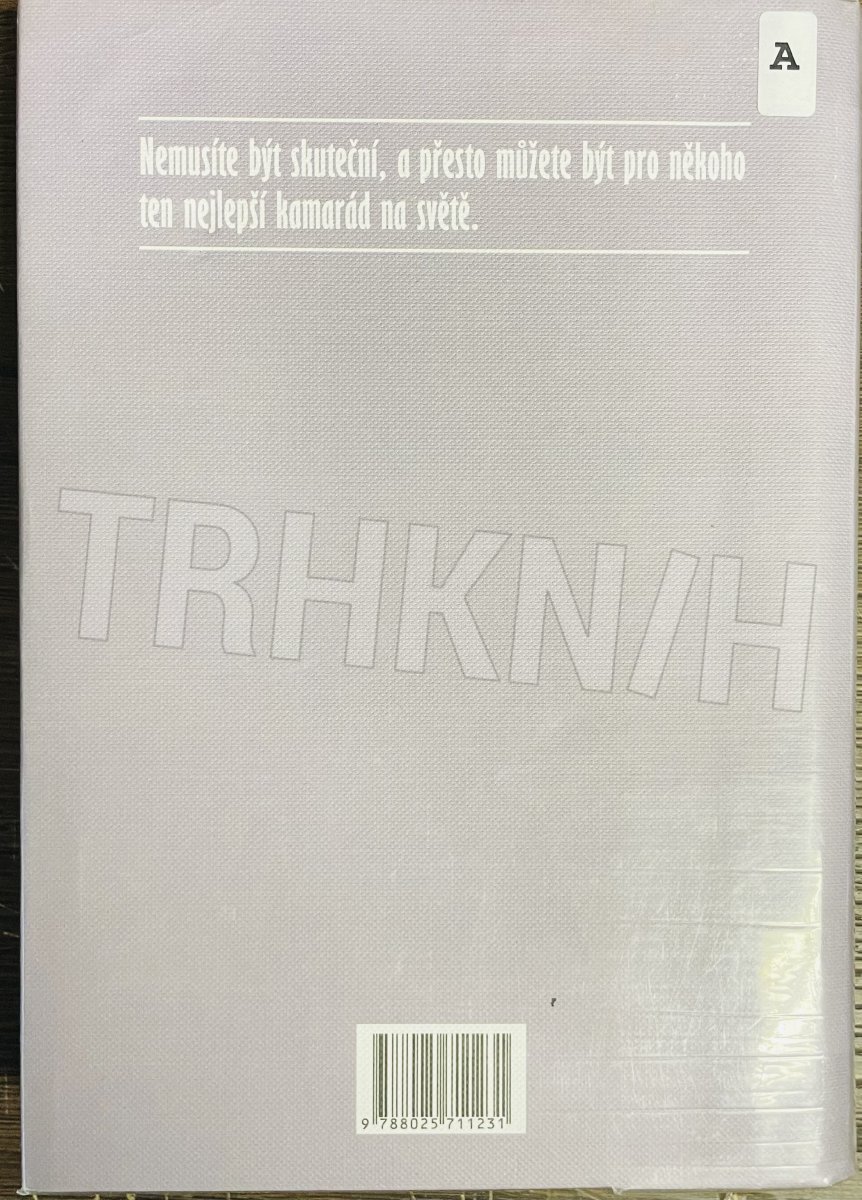 A
Nemusíte být skuteční, a přesto můžete být pro někoho
ten nejlepší kamarád na světě.
TRHKNIH
9 788025 711231